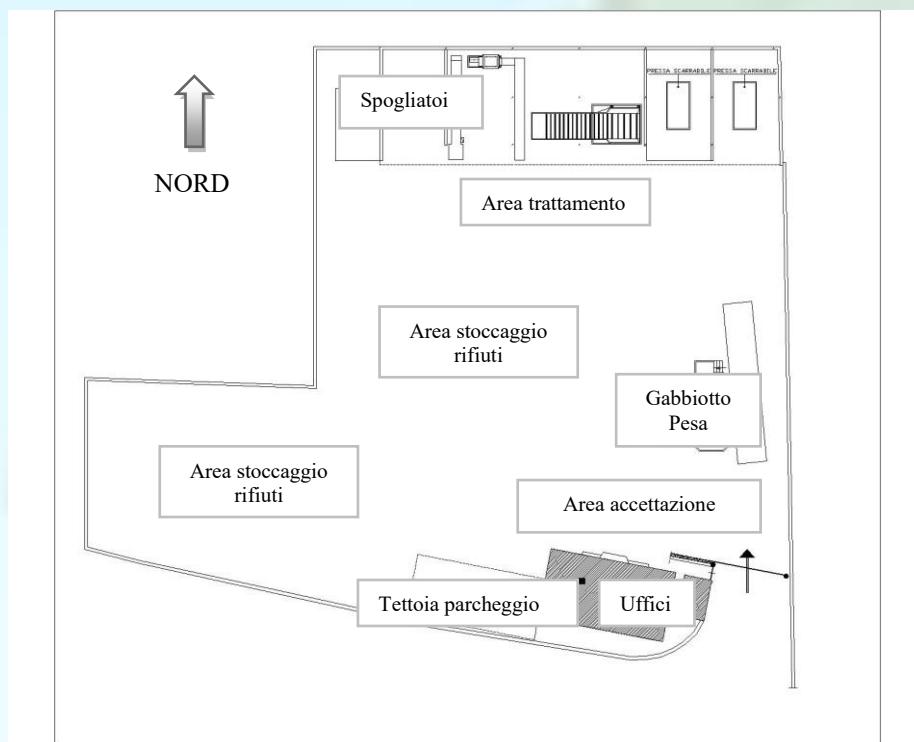 PRESSA SCARRABILE
PRESSA SCARRABILE
Spogliatoi
NORD
Area trattamento
Area stoccaggio
rifiuti
Gabbiotto
Pesa
Area stoccaggio
rifiuti
Area accettazione
Tettoia parcheggio
Uffici